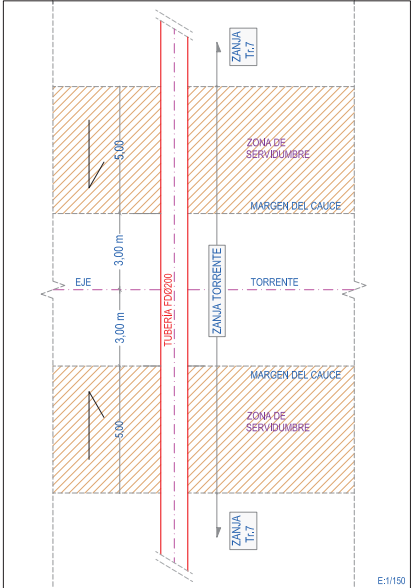 ZANJA
Tr.7
5,00
ZONA DE
SERVIDUMBRE
MARGEN DEL CAUCE
3,00 m
EJE
TUBERÍA FDØ200
ZANJA TORRENTE
TORRENTE
3,00 m
MARGEN DEL CAUCE
5,00
ZONA DE
SERVIDUMBRE
ZANJA
Tr.7
E:1/150